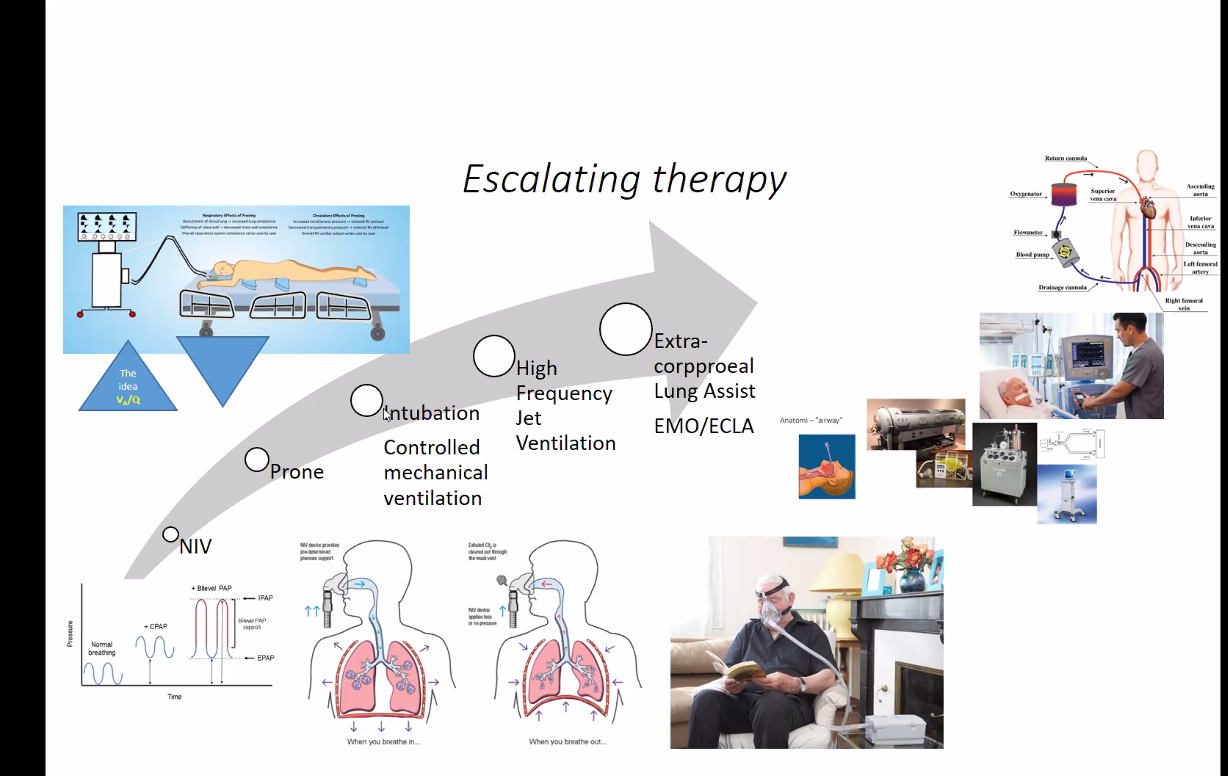 Escalating therapy
Respiratory Effects of Proning
Circulatory Effects of Proning
The
idea
VA/Q
NIV
Prone
Intubation
Controlled
mechanical
ventilation
High
Frequency
Jet
Ventilation
Extra-
corpproeal
Lung Assist
EMO/ECLA
Anatomi – "airway"
Return cannula
Oxygenator
Superior
vena cava
Ascending
aorta
Flowmeter
Inferior
vena cava
Blood pump
Descending
aorta
Left femoral
artery
Drainage cannula
Right femoral
vein
Pressure
Normal
breathing
+ CPAP
+ Bilevel PAP
IPAP
Bilevel PAP
support
EPAP
Time
NIV device provides
pre-determined
pressure support
When you breathe in...
Exhaled CO2 is
cleared out through
the mask vent
NIV device
applies less
or no pressure
When you breathe out...